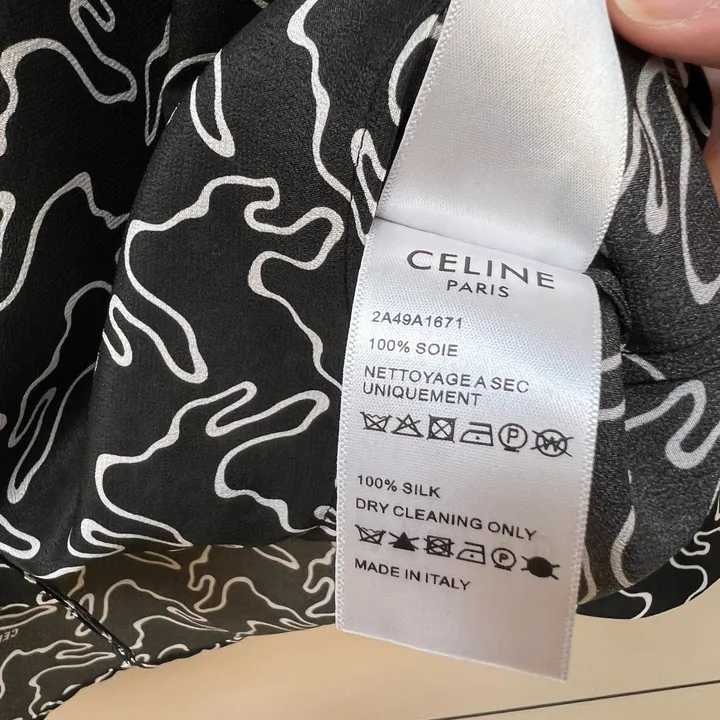 CELINE
PARIS
2A49A1671
100% SOIE
NETTOYAGE A SEC
UNIQUEMENT
P W
100% SILK
DRY CLEANING ONLY
P
MADE IN ITALY